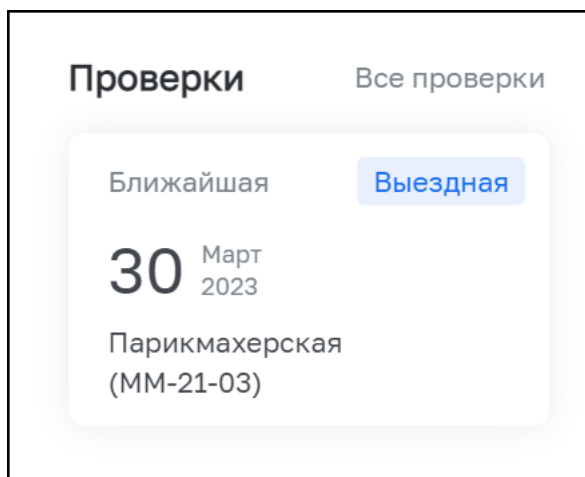 Проверки Все проверки
Ближайшая Выездная
30 Март
2023
Парикмахерская
(ММ-21-03)